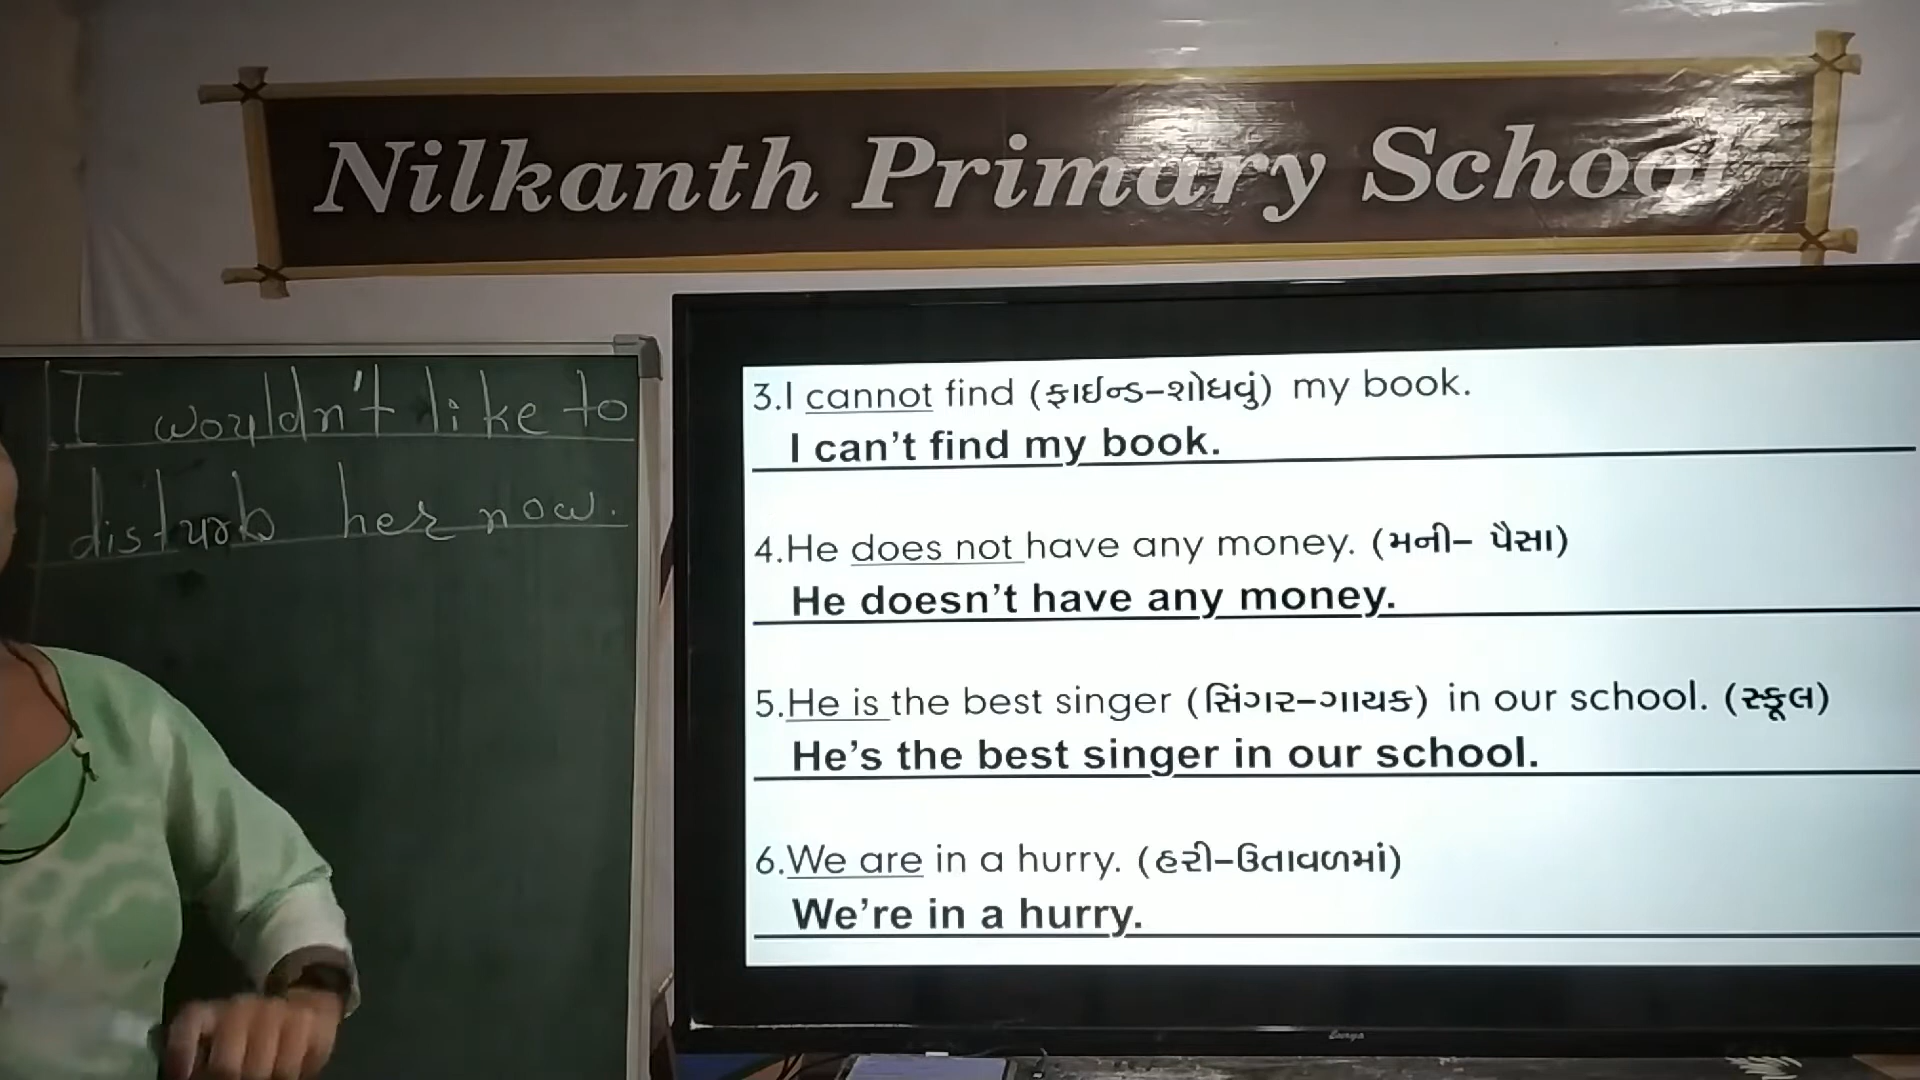 Nilkanth Primary School
I wouldn't like to
disturb her now.
3.I cannot find (ફાઈન્ડ–શોધવું) my book.
I can't find my book.
4.He does not have any money. (મની– પૈસા)
He doesn't have any money.
5.He is the best singer (સિંગર–ગાયક) in our school. (સ્કૂલ)
He's the best singer in our school.
6.We are in a hurry. (હરી–ઉતાવળમાં)
We're in a hurry.